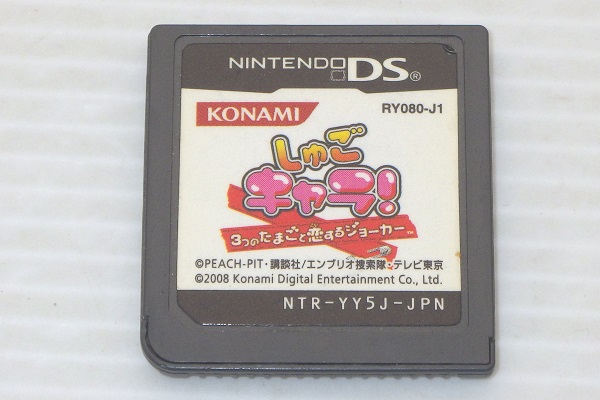 NINTENDO DS®
KONAMI
RY080-J1
しゅご
キャラ!
3つのたまごと恋するジョーカー™
©PEACH-PIT・講談社/エンブリオ捜索隊・テレビ東京
©2008 Konami Digital Entertainment Co., Ltd.
NTR-YY5J-JPN